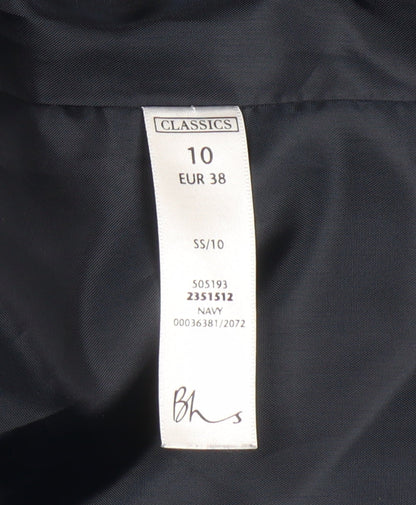 CLASSICS
10
EUR 38
SS/10
505193
2351512
NAVY
00036381/2072
Bhs